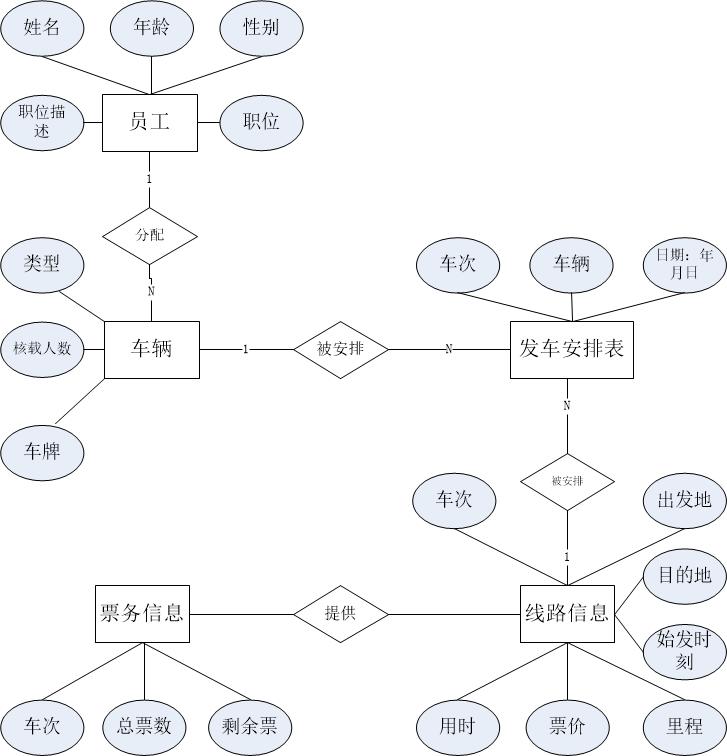 姓名
年龄
性别
职位描
述
员工
职位
1
分配
N
类型
车次
车辆
日期：年
月日
核载人数
车辆
1
被安排
N
发车安排表
车牌
N
被安排
车次
出发地
1
目的地
票务信息
提供
线路信息
始发时
刻
车次
总票数
剩余票
用时
票价
里程